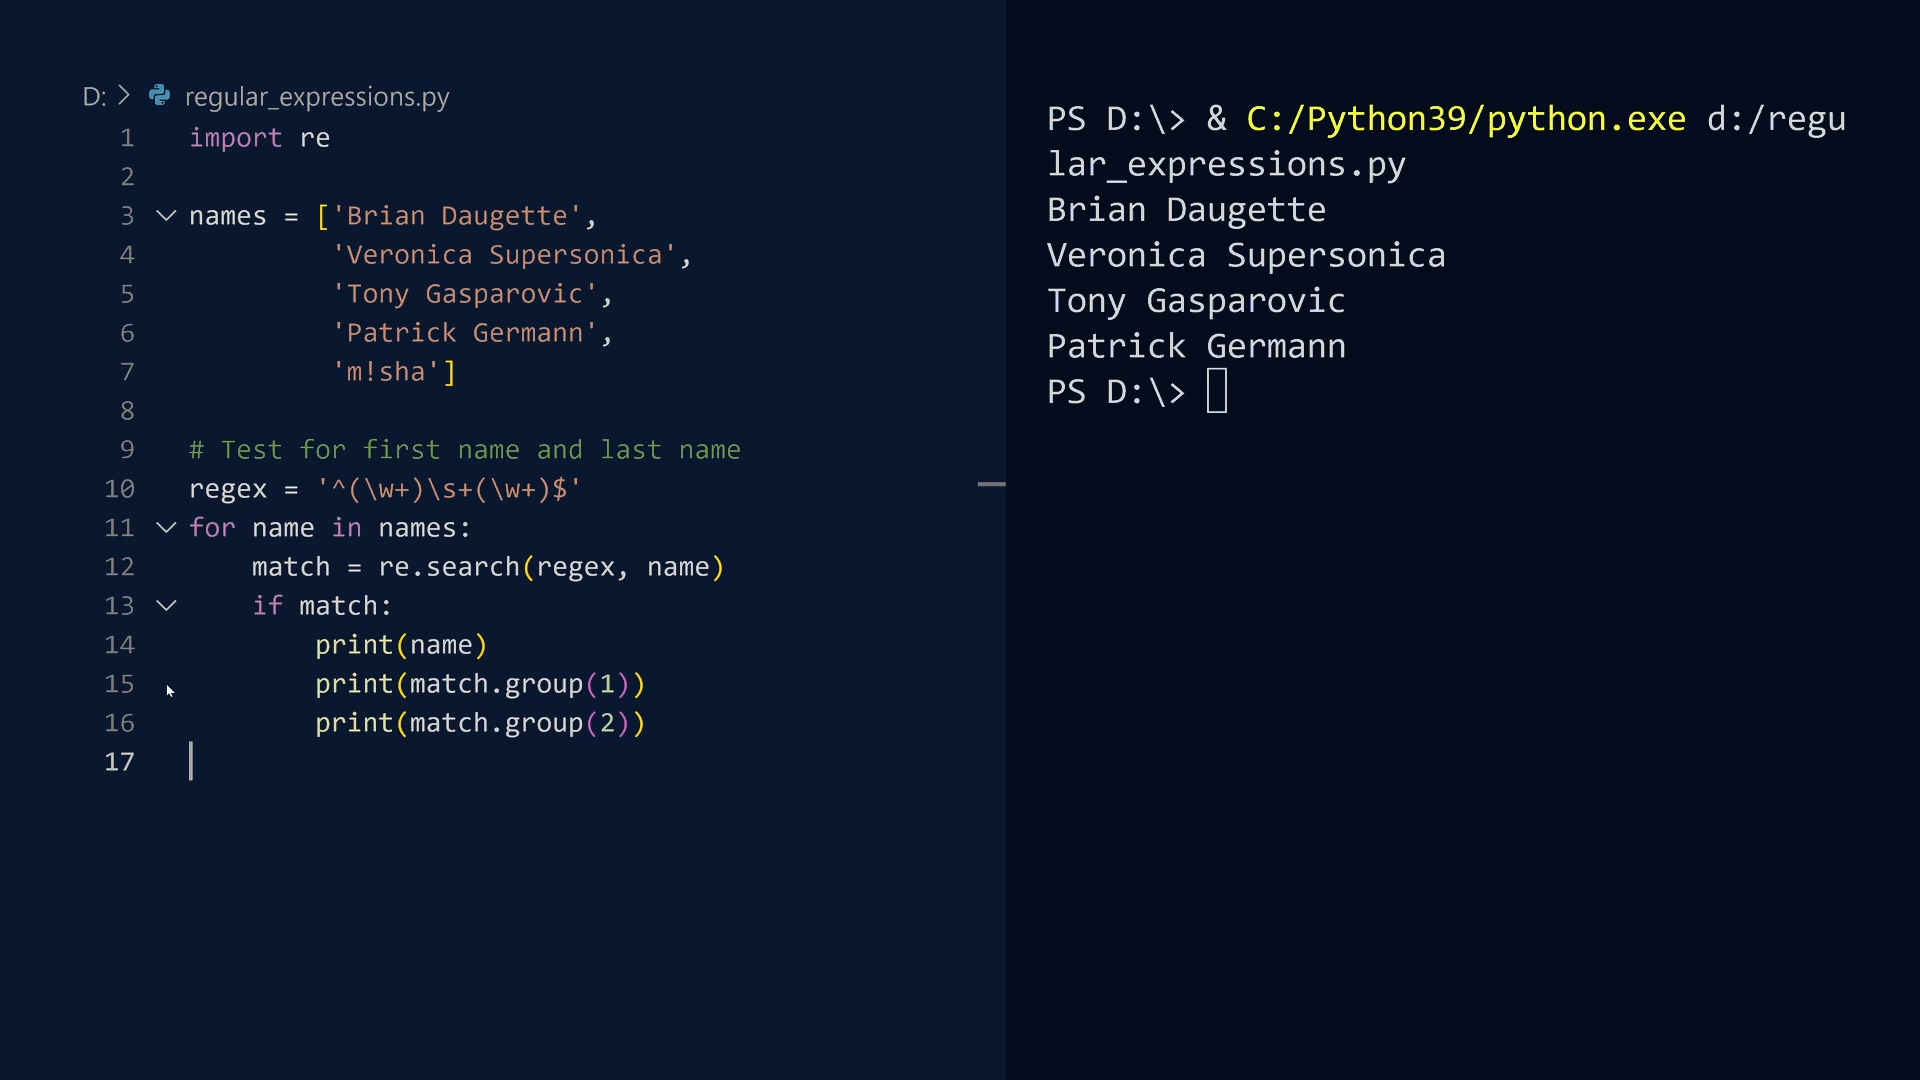 D: > regular_expressions.py
1 import re
2
3 names = ['Brian Daugette',
4 'Veronica Supersonica',
5 'Tony Gasparovic',
6 'Patrick Germann',
7 'm!sha']
8
9 # Test for first name and last name
10 regex = '^(\w+)\s+(\w+)$'
11 for name in names:
12 match = re.search(regex, name)
13 if match:
14 print(name)
15 print(match.group(1))
16 print(match.group(2))
17
PS D:\> & C:/Python39/python.exe d:/regu
lar_expressions.py
Brian Daugette
Veronica Supersonica
Tony Gasparovic
Patrick Germann
PS D:\>